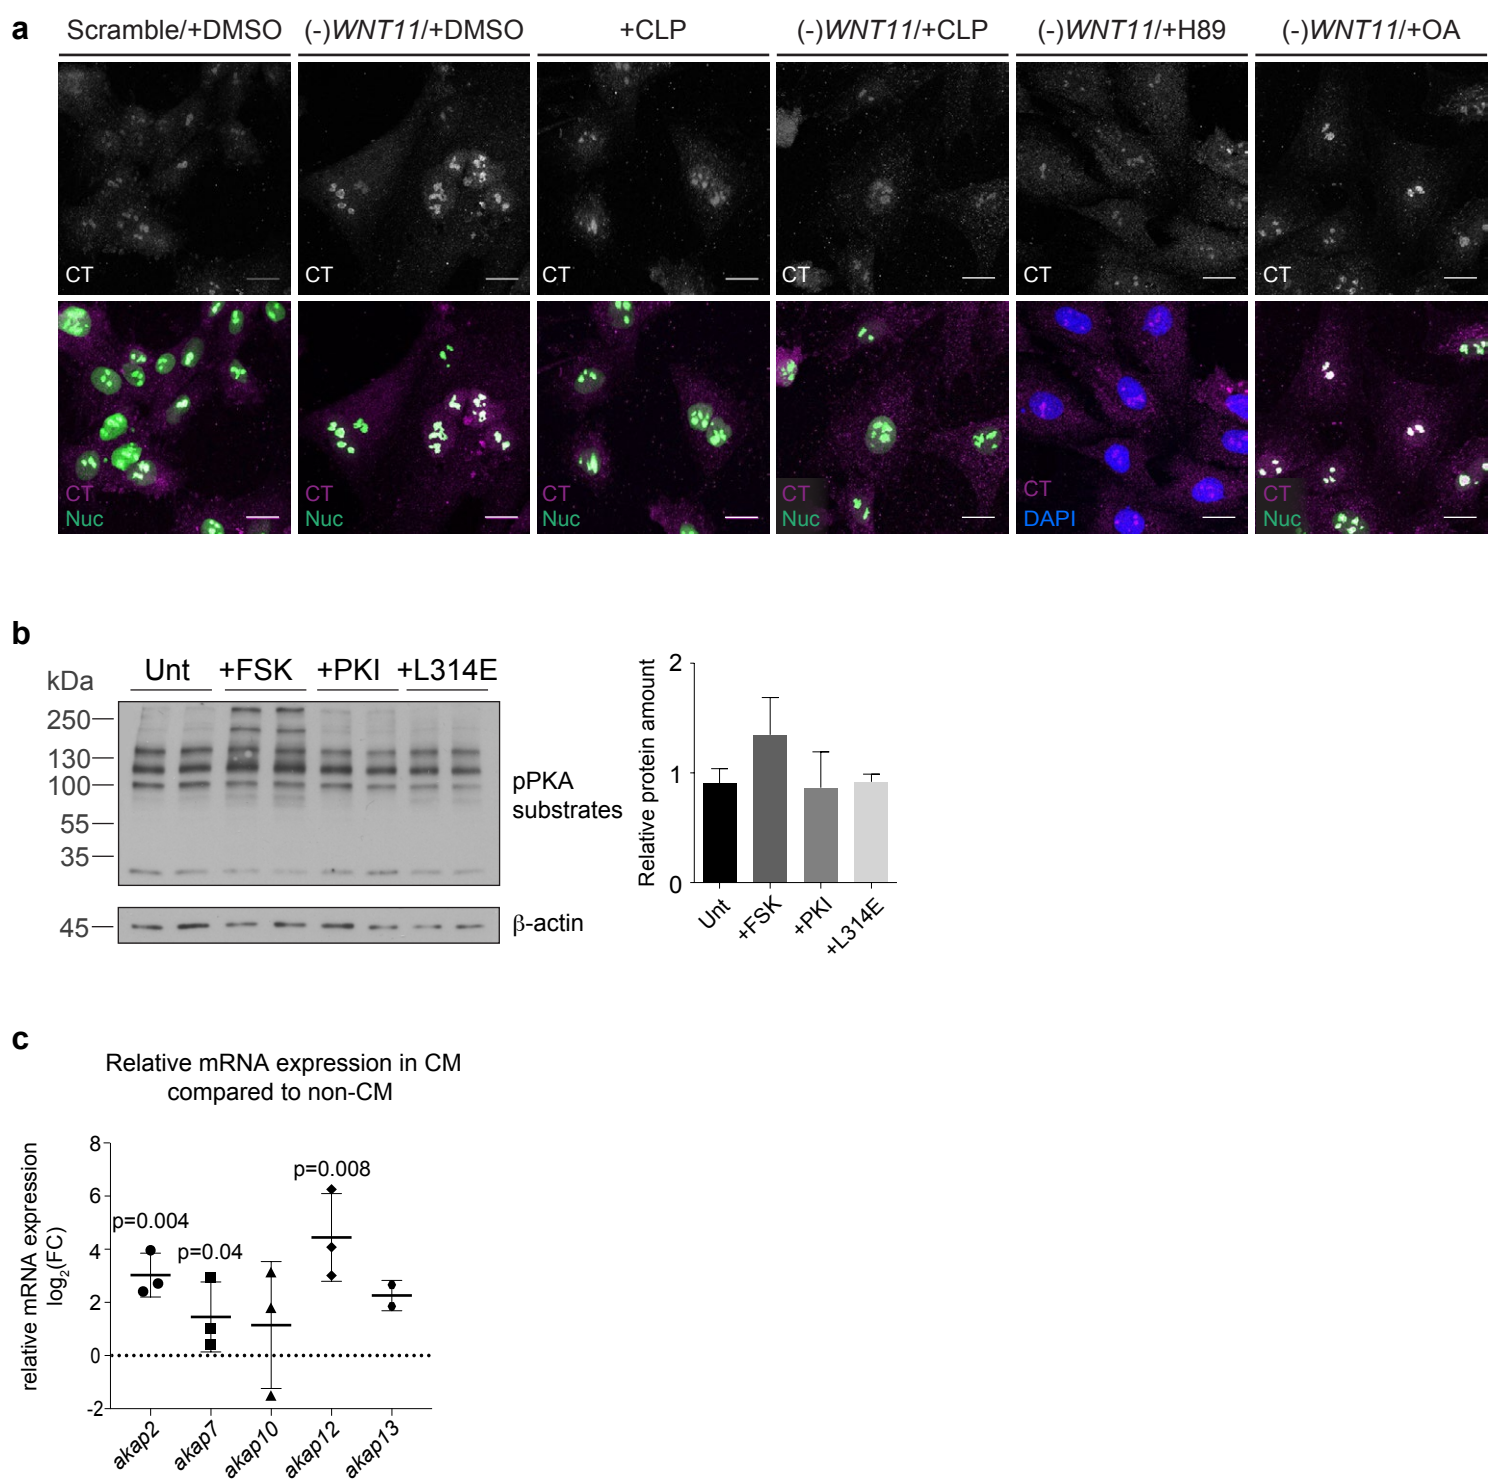 a
Scramble/+DMSO (-)WNT11/+DMSO +CLP (-)WNT11/+CLP (-)WNT11/+H89 (-)WNT11/+OA
CT CT CT CT CT CT
CT CT CT CT CT CT
Nuc Nuc Nuc Nuc DAPI Nuc
b
kDa Unt +FSK +PKI +L314E
250
130
100
55
35
45
pPKA
substrates
β-actin
Relative protein amount
2
1
0
Unt +FSK +PKI +L314E
c
Relative mRNA expression in CM
compared to non-CM
relative mRNA expression
log2(FC)
8
6
4
2
0
-2
p=0.004
p=0.04
p=0.008
akap2 akap7 akap10 akap12 akap13